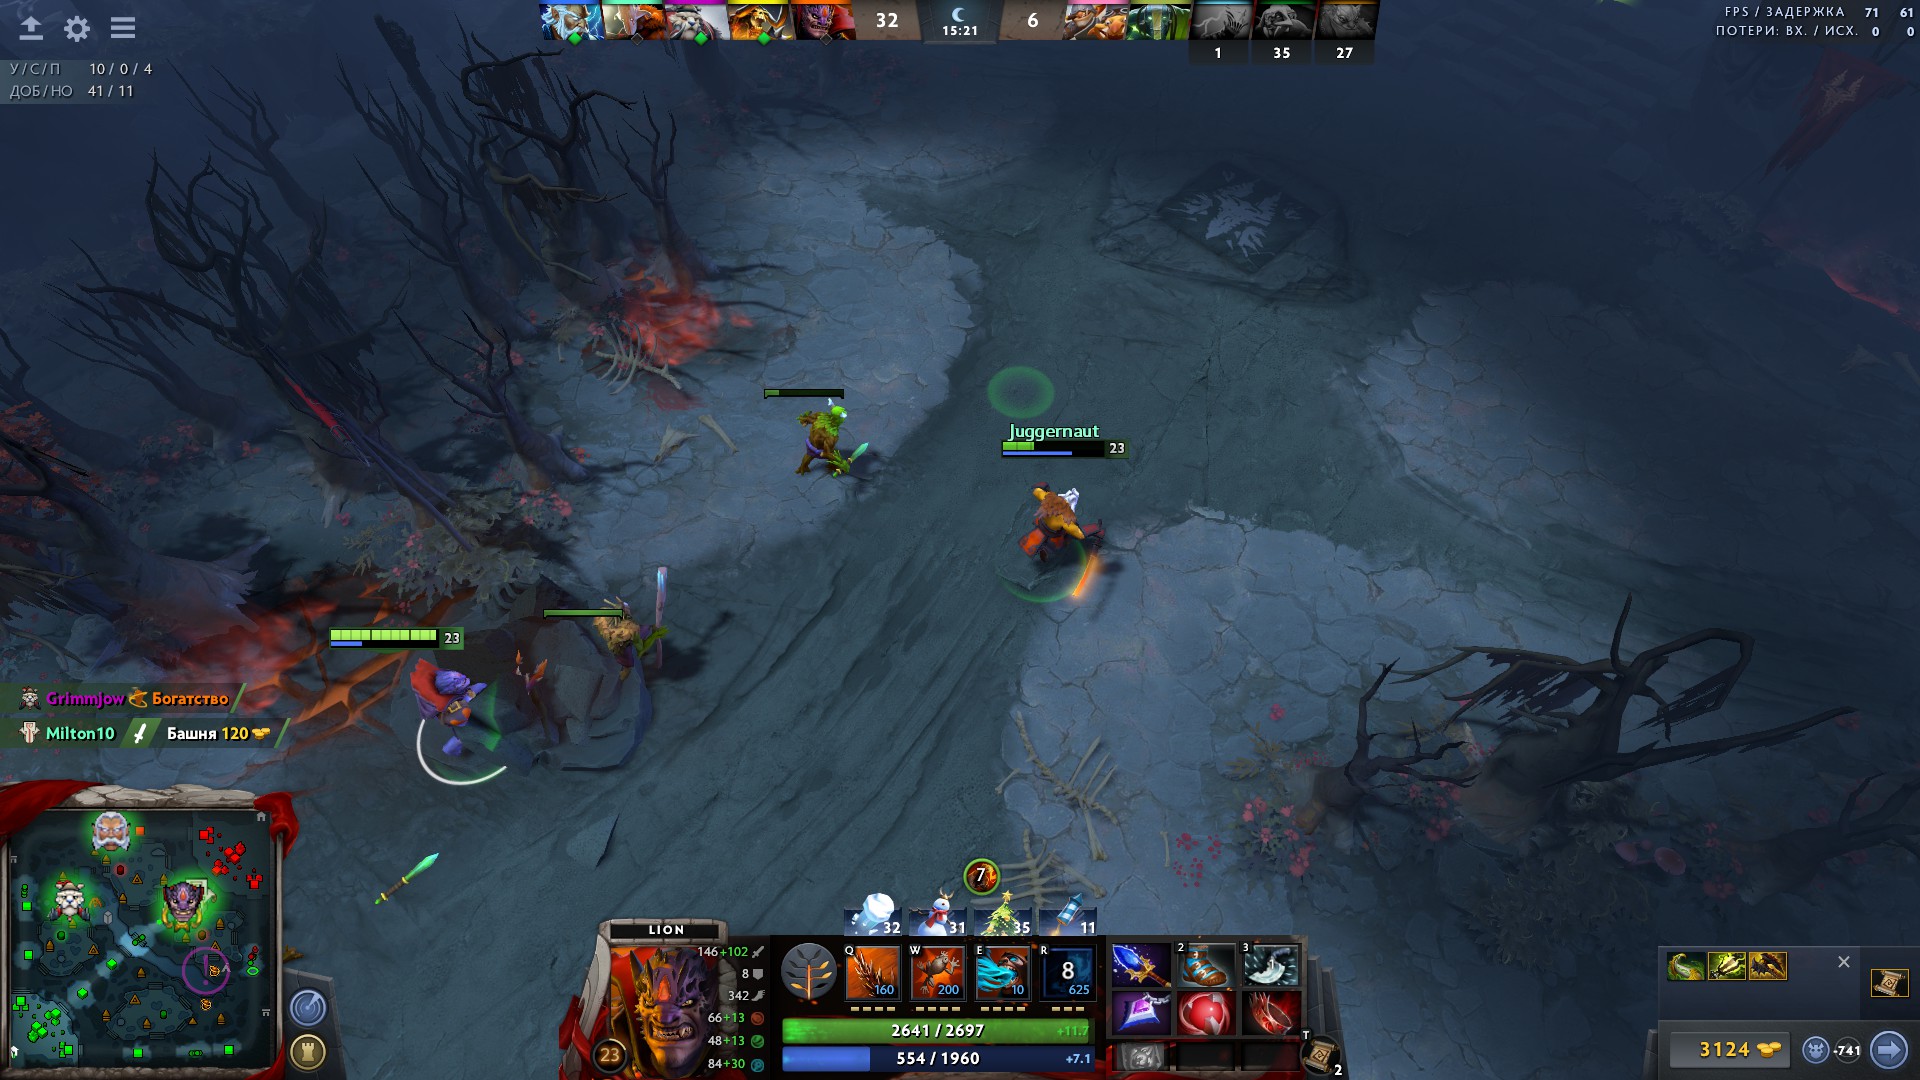 32
15:21
6
1
35
27
FPS / ЗАДЕРЖКА 71 61
ПОТЕРИ: ВХ. / ИСХ. 0 0
У / С / П 10 / 0 / 4
ДОБ / НО 41 / 11
Juggernaut
23
23
Grimmjow Богатство
Milton10 Башня 120
7
32
31
35
11
LION
146+102
8
342
66+13
48+13
84+30
23
Q 160
W 200
E 10
R 8 625
2641 / 2697 +11.7
554 / 1960 +7.1
2
3
T
2
3124
-741